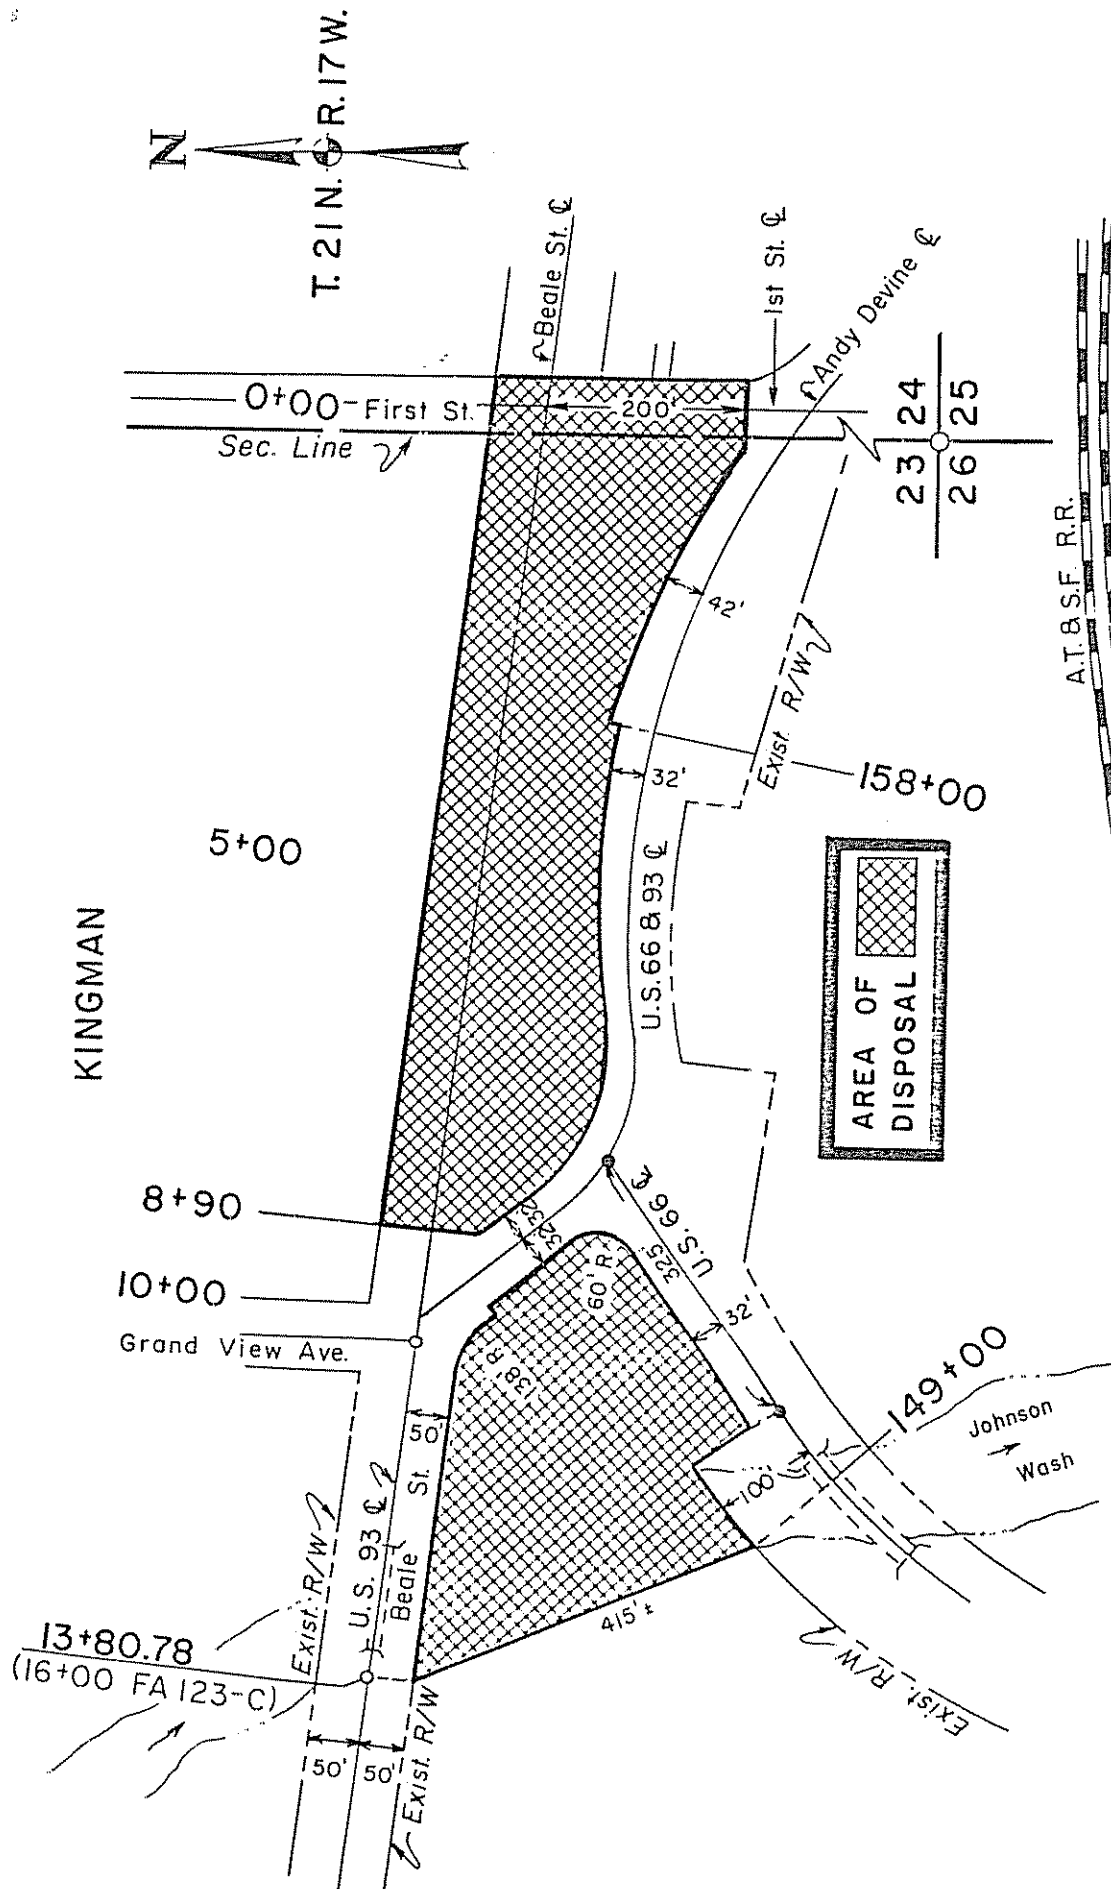 N
T. 21 N. R. 17 W.
KINGMAN
0+00
First St.
Sec. Line
Beale St. ℄
200'
1st St. ℄
Andy Devine ℄
23 24
26 25
42'
Exist. R/W
32'
158+00
5+00
U.S. 66 & 93 ℄
A.T. & S.F. R.R.
AREA OF
DISPOSAL
8+90
10+00
Grand View Ave.
32'
32'
60' R.
138' R.
U.S. 66 ℄
325'
32'
149+00
Johnson
Wash
100'
50'
St.
Beale
U.S. 93 ℄
Exist. R/W
13+80.78
(16+00 FA 123-C)
415'±
50'
50'
Exist. R/W
Exist. R/W